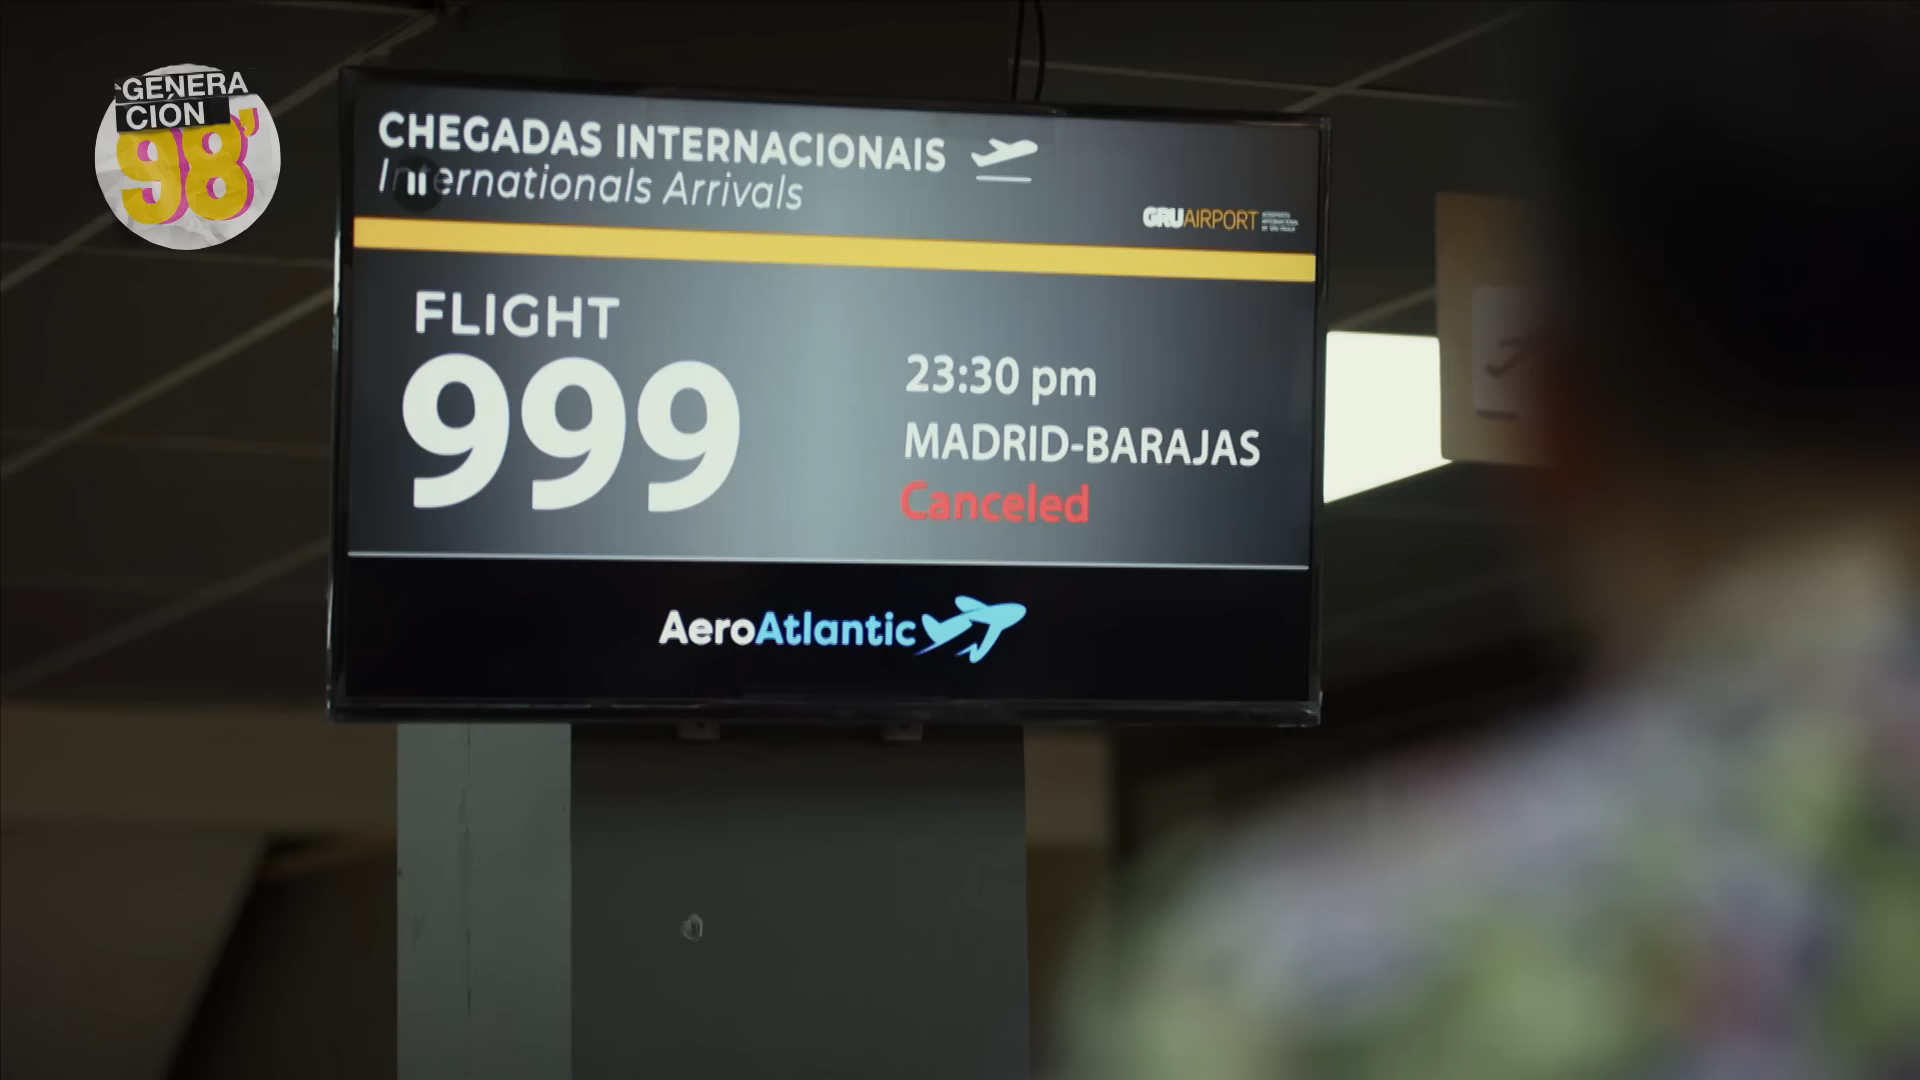 GENERA
CIÓN
98'
CHEGADAS INTERNACIONAIS
Internationals Arrivals
GRUAIRPORT
FLIGHT
999
23:30 pm
MADRID-BARAJAS
Canceled
AeroAtlantic